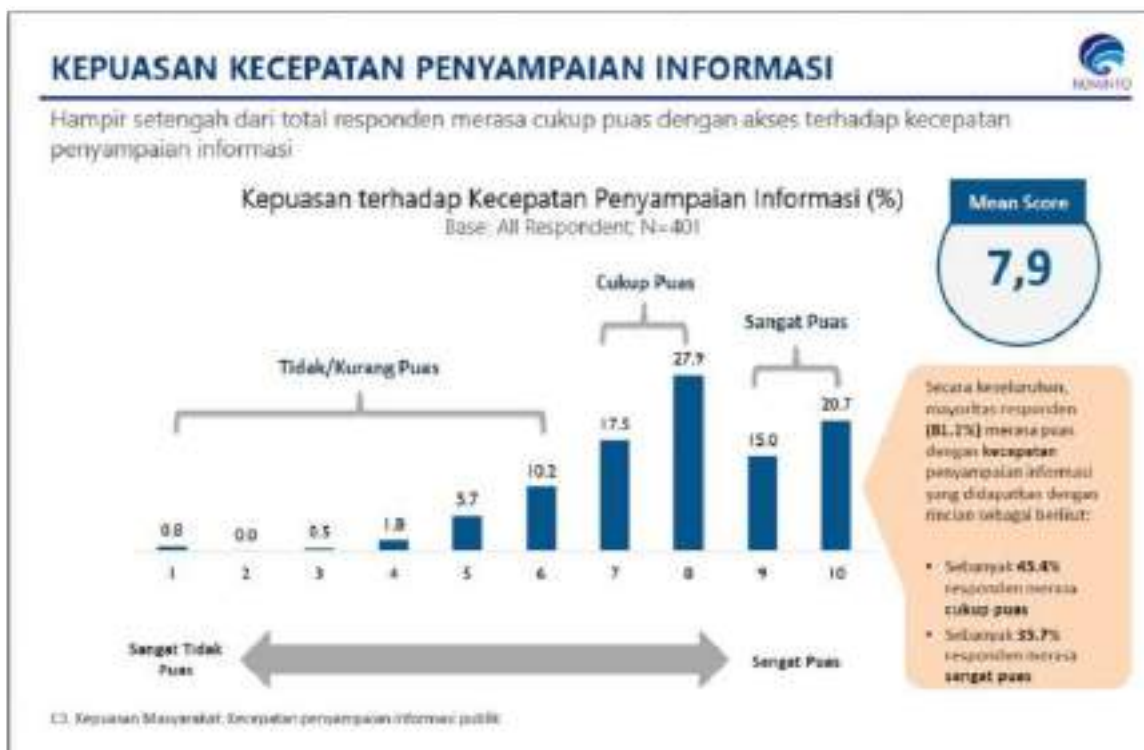 KEPUASAN KECEPATAN PENYAMPAIAN INFORMASI
KOMINFO
Hampir setengah dari total responden merasa cukup puas dengan akses terhadap kecepatan
penyampaian informasi
Kepuasan terhadap Kecepatan Penyampaian Informasi (%)
Base: All Respondent; N=401
Mean Score
7,9
Cukup Puas
Sangat Puas
Tidak/Kurang Puas
0.8
0.0
0.5
1.8
5.7
10.2
17.5
27.9
15.0
20.7
1 2 3 4 5 6 7 8 9 10
Sangat Tidak
Puas
Sangat Puas
Secara keseluruhan,
mayoritas responden
(81.1%) merasa puas
dengan kecepatan
penyampaian informasi
yang didapatkan dengan
rincian sebagai berikut:
• Sebanyak 45.4%
responden merasa
cukup puas
• Sebanyak 35.7%
responden merasa
sangat puas
C3. Kepuasan Masyarakat: Kecepatan penyampaian informasi publik